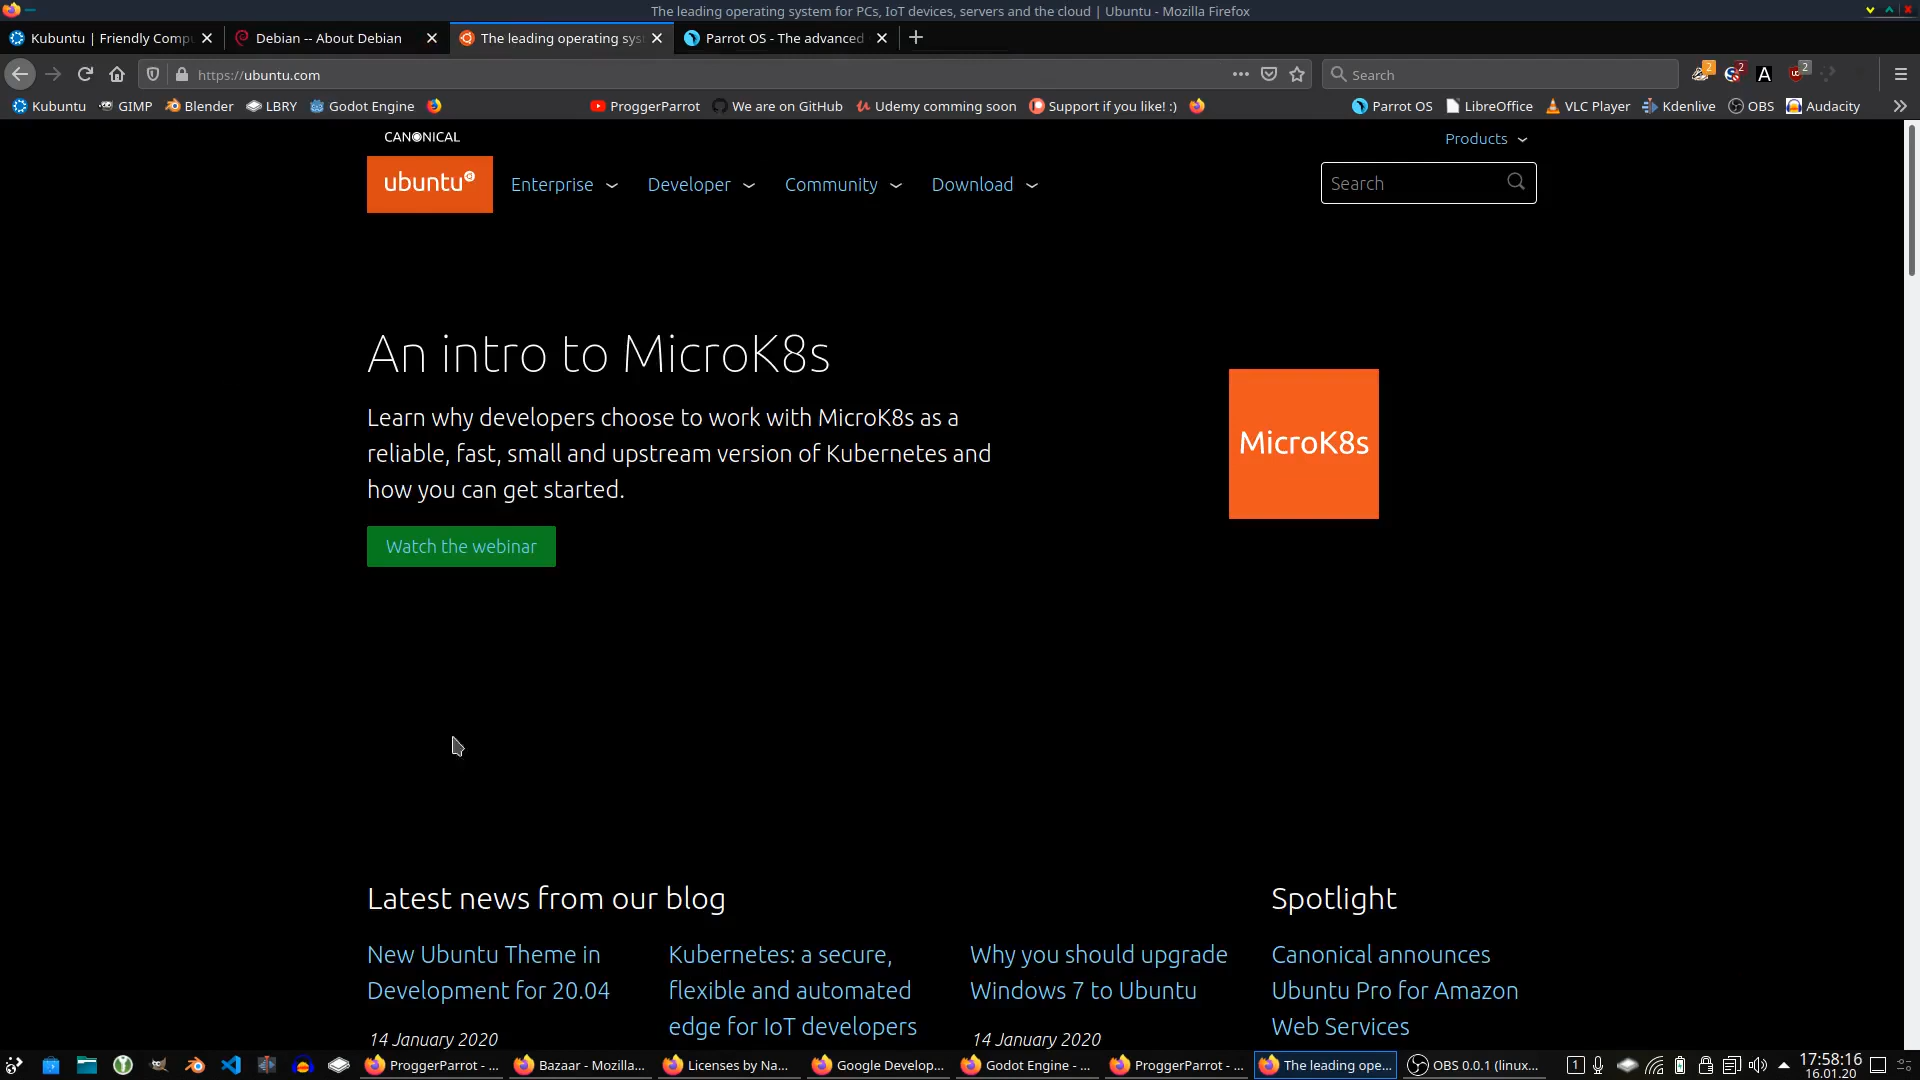 The leading operating system for PCs, IoT devices, servers and the cloud | Ubuntu - Mozilla Firefox
Kubuntu | Friendly Comp
Debian -- About Debian
The leading operating sys
Parrot OS - The advanced
https://ubuntu.com
Search
2
2
A
2
Kubuntu
GIMP
Blender
LBRY
Godot Engine
ProggerParrot
We are on GitHub
Udemy comming soon
Support if you like! :)
Parrot OS
LibreOffice
VLC Player
Kdenlive
OBS
Audacity
CANONICAL
Products
ubuntu
Enterprise
Developer
Community
Download
Search
An intro to MicroK8s
Learn why developers choose to work with MicroK8s as a
reliable, fast, small and upstream version of Kubernetes and
how you can get started.
MicroK8s
Watch the webinar
Latest news from our blog
Spotlight
New Ubuntu Theme in
Development for 20.04
14 January 2020
Kubernetes: a secure,
flexible and automated
edge for IoT developers
Why you should upgrade
Windows 7 to Ubuntu
14 January 2020
Canonical announces
Ubuntu Pro for Amazon
Web Services
ProggerParrot - ...
Bazaar - Mozilla...
Licenses by Na...
Google Develop...
Godot Engine - ...
ProggerParrot - ...
The leading ope...
OBS 0.0.1 (linux...
1
17:58:16
16.01.20